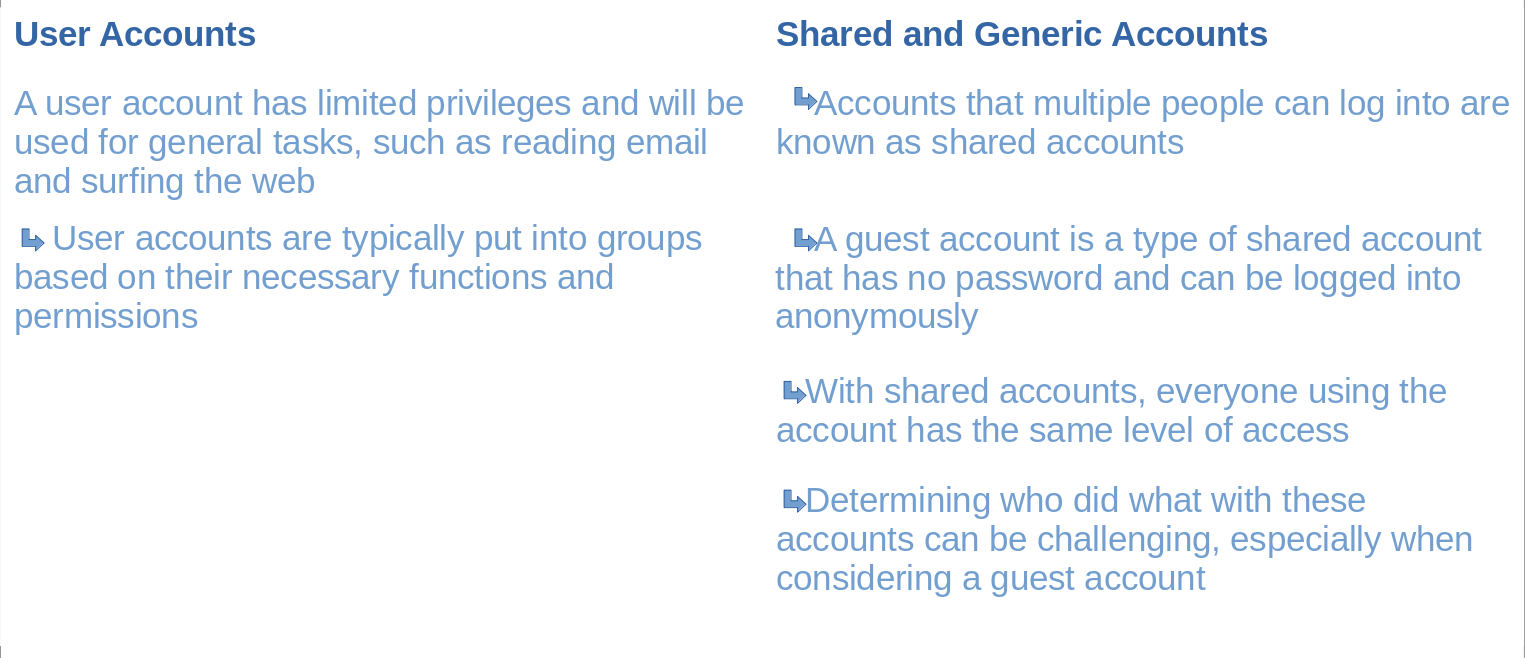 User Accounts
A user account has limited privileges and will be
used for general tasks, such as reading email
and surfing the web
User accounts are typically put into groups
based on their necessary functions and
permissions
Shared and Generic Accounts
Accounts that multiple people can log into are
known as shared accounts
A guest account is a type of shared account
that has no password and can be logged into
anonymously
With shared accounts, everyone using the
account has the same level of access
Determining who did what with these
accounts can be challenging, especially when
considering a guest account